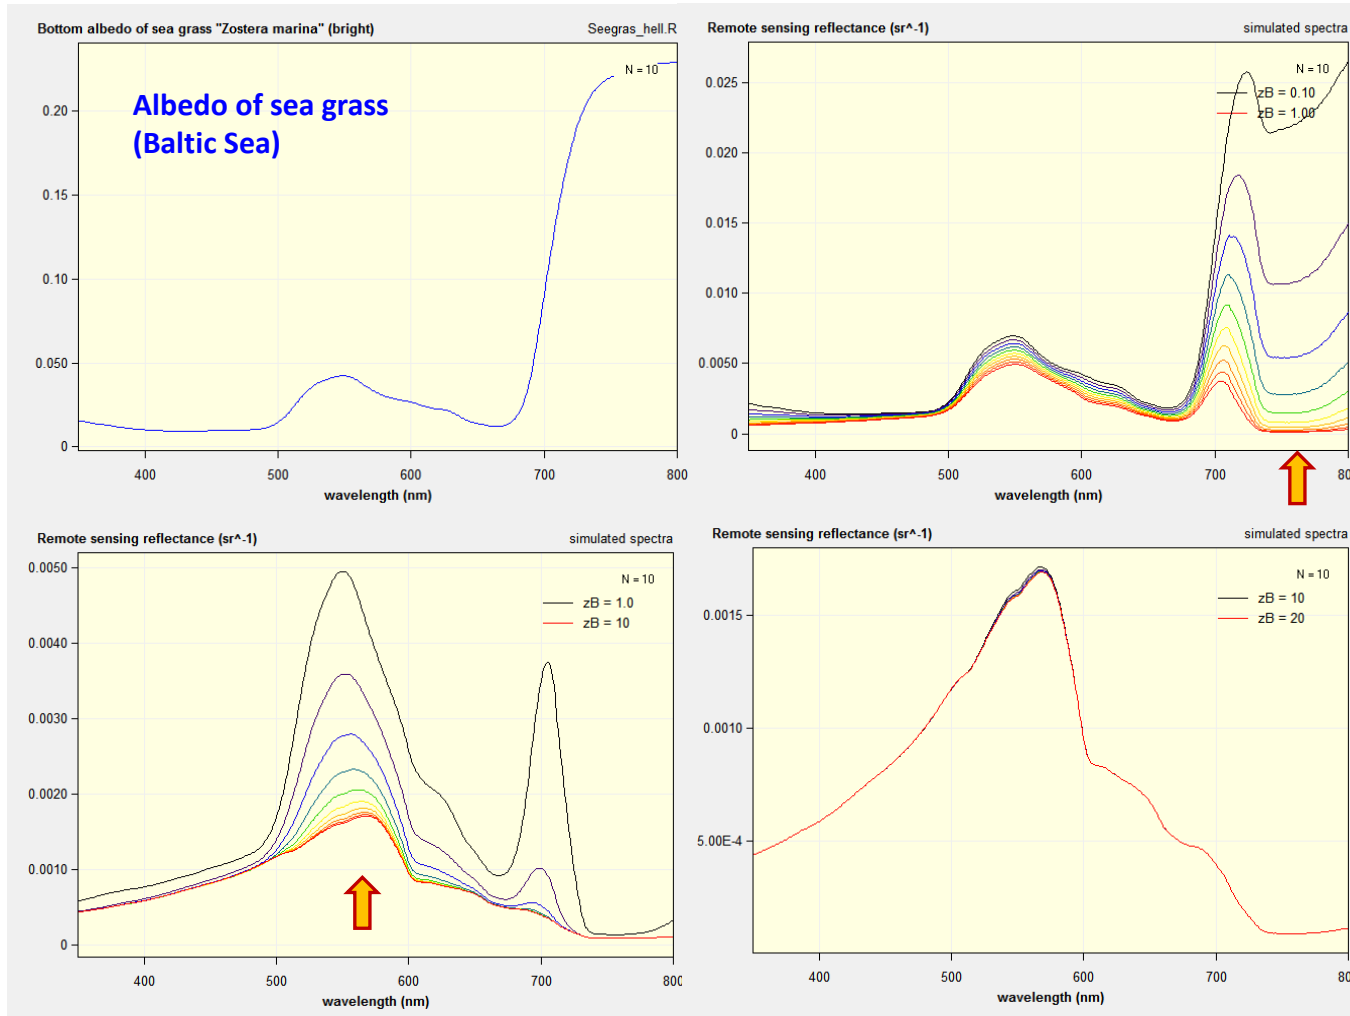 Bottom albedo of sea grass "Zostera marina" (bright) Seegras_hell.R
N = 10
Albedo of sea grass
(Baltic Sea)
0.20
0.15
0.10
0.050
0
400 500 600 700 800
wavelength (nm)
Remote sensing reflectance (sr^-1) simulated spectra
N = 10
zB = 0.10
zB = 1.00
0.025
0.020
0.015
0.010
0.0050
0
400 500 600 700 80
wavelength (nm)
Remote sensing reflectance (sr^-1) simulated spectra
N = 10
zB = 1.0
zB = 10
0.0050
0.0040
0.0030
0.0020
0.0010
0
400 500 600 700 800
wavelength (nm)
Remote sensing reflectance (sr^-1) simulated spectra
N = 10
zB = 10
zB = 20
0.0015
0.0010
5.00E-4
400 500 600 700 80
wavelength (nm)